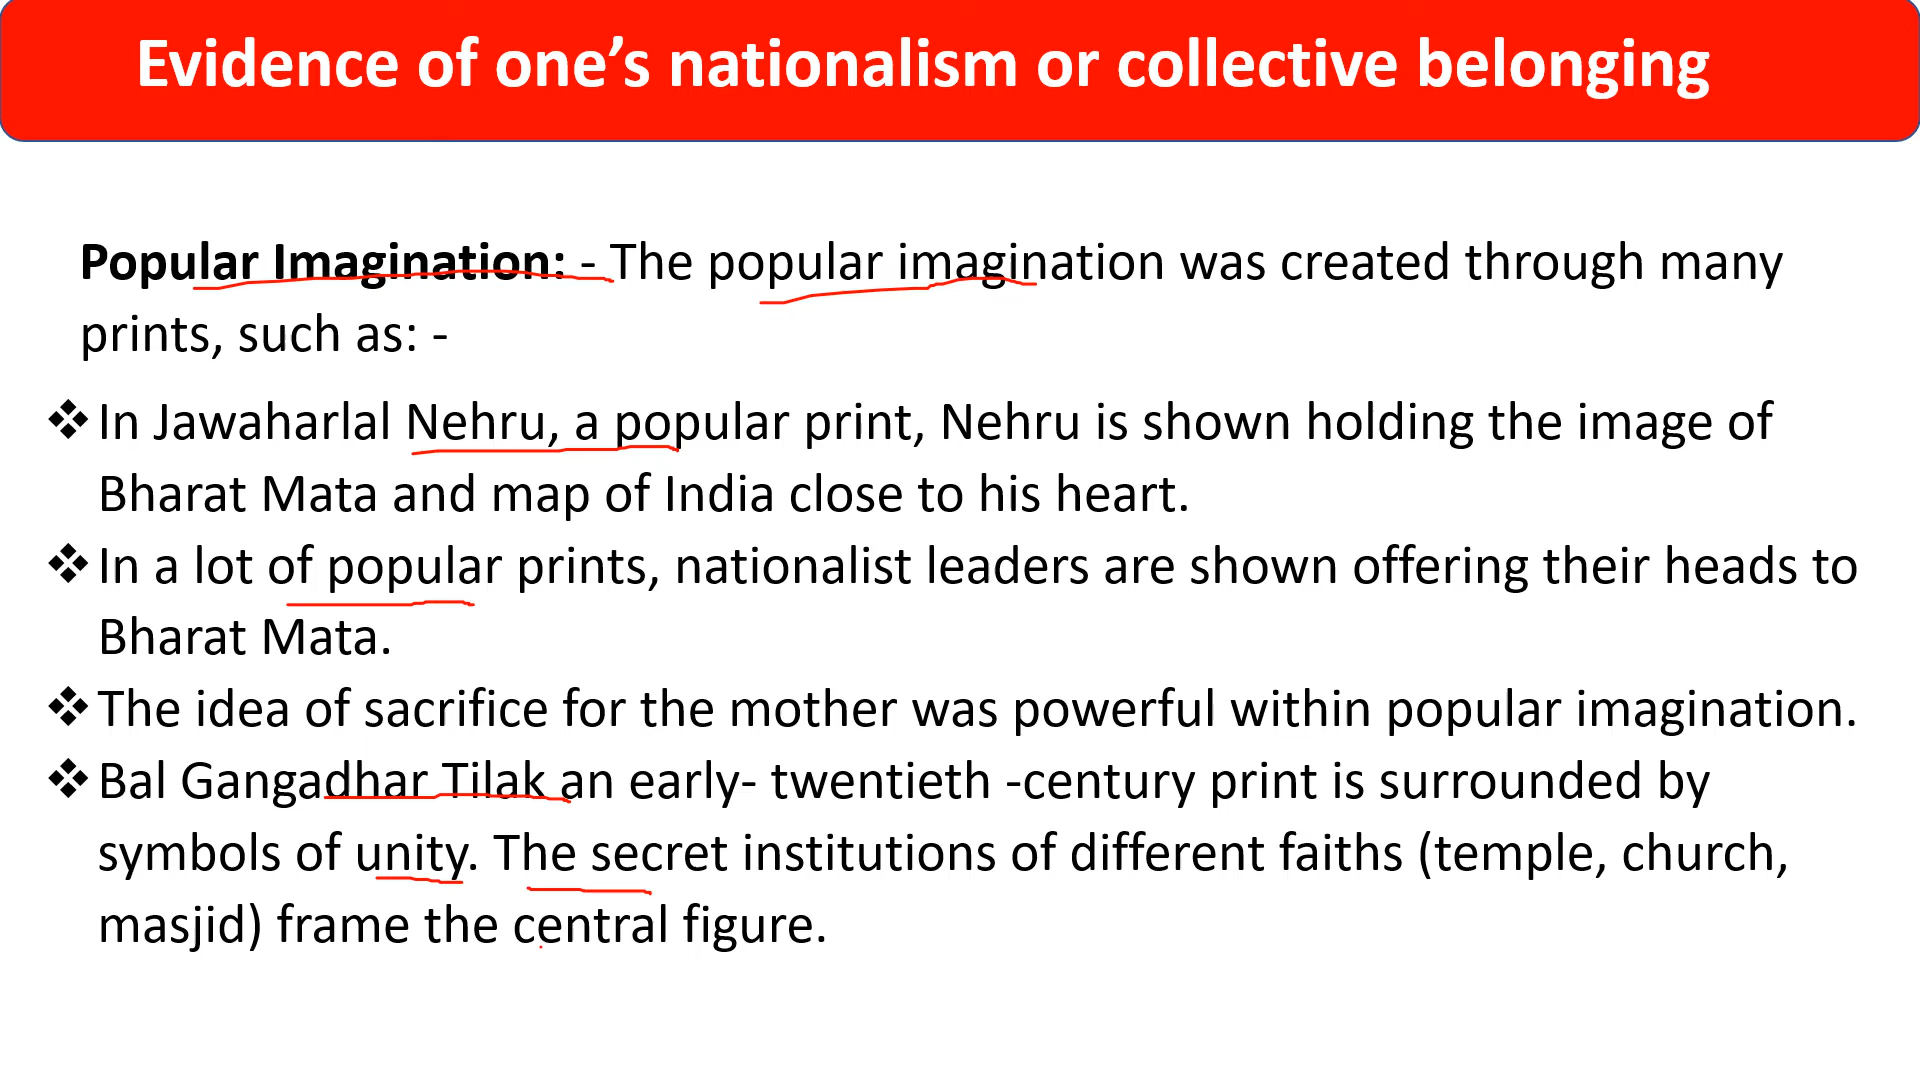 Evidence of one’s nationalism or collective belonging
Popular Imagination: - The popular imagination was created through many
prints, such as: -
❖In Jawaharlal Nehru, a popular print, Nehru is shown holding the image of
Bharat Mata and map of India close to his heart.
❖In a lot of popular prints, nationalist leaders are shown offering their heads to
Bharat Mata.
❖The idea of sacrifice for the mother was powerful within popular imagination.
❖Bal Gangadhar Tilak an early- twentieth -century print is surrounded by
symbols of unity. The secret institutions of different faiths (temple, church,
masjid) frame the central figure.